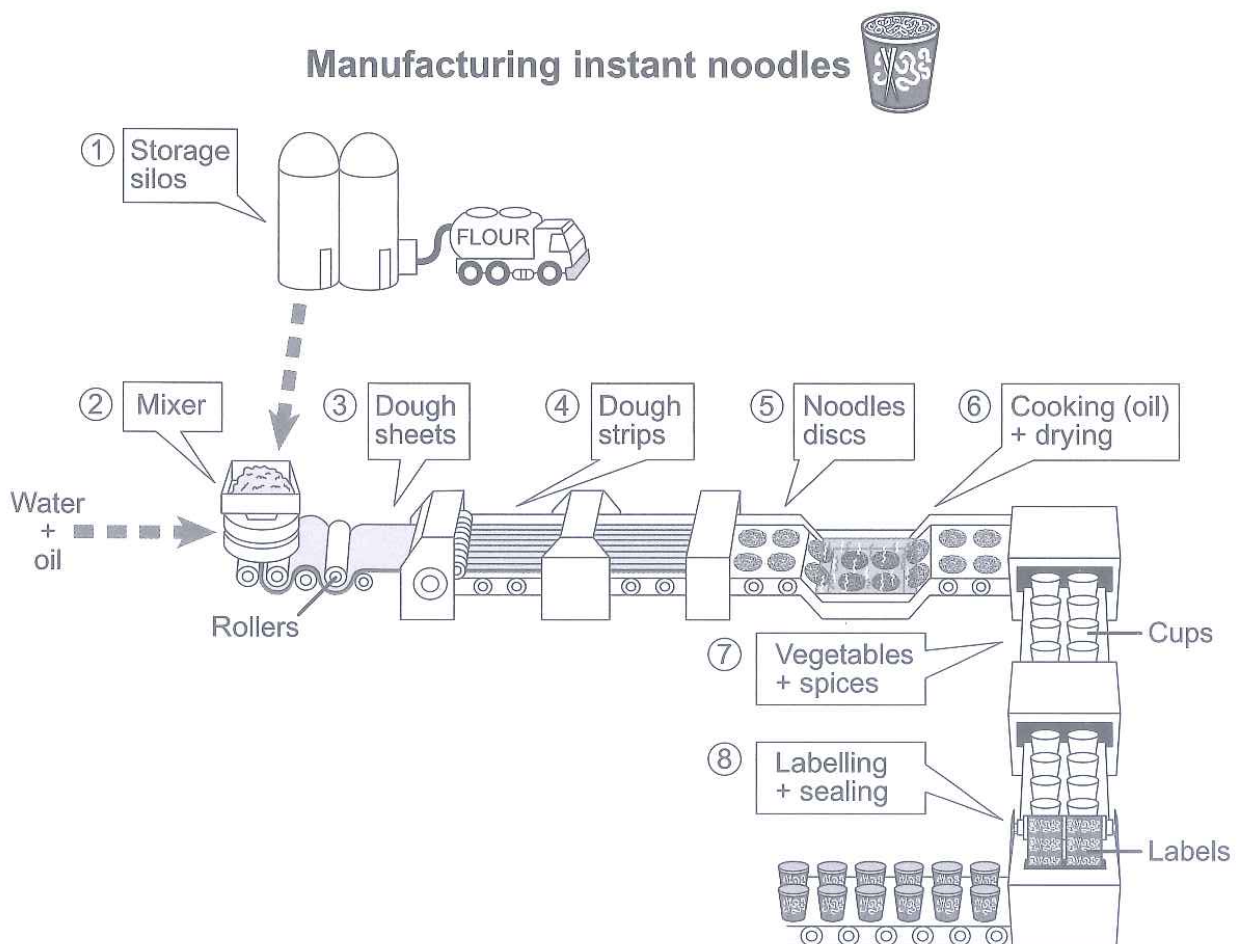 Manufacturing instant noodles
1
Storage
silos
FLOUR
2
Mixer
3
Dough
sheets
4
Dough
strips
5
Noodles
discs
6
Cooking (oil)
+ drying
Water
+
oil
Rollers
7
Vegetables
+ spices
Cups
8
Labelling
+ sealing
Labels